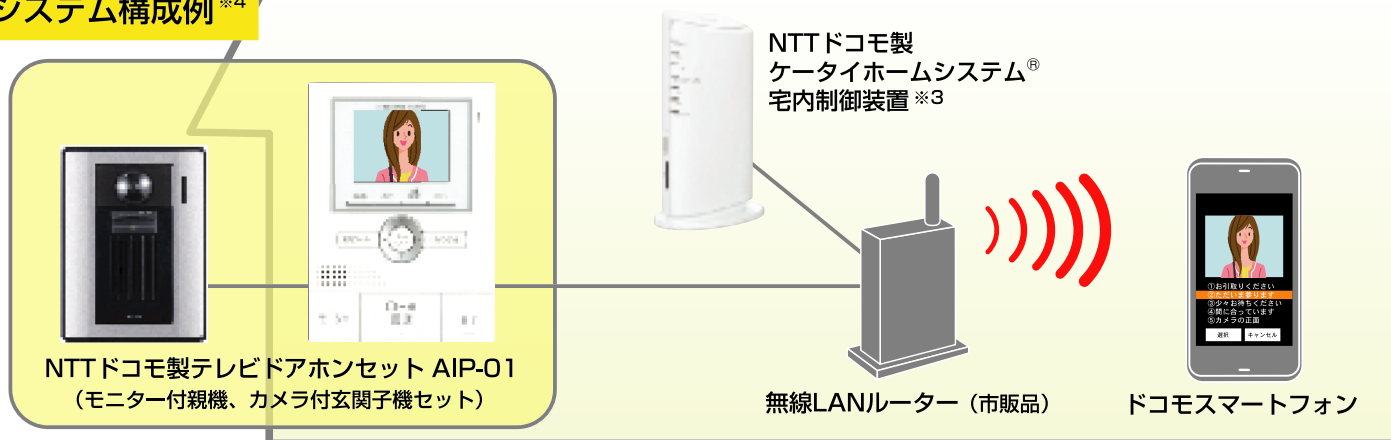 システム構成例※4
NTTドコモ製
ケータイホームシステム®
宅内制御装置※3
①お引取りください
②ただいま参ります
③少々お待ちください
④間に合っています
⑤カメラの正面
選択 キャンセル
NTTドコモ製テレビドアホンセット AIP-01
（モニター付親機、カメラ付玄関子機セット）
無線LANルーター（市販品）
ドコモスマートフォン